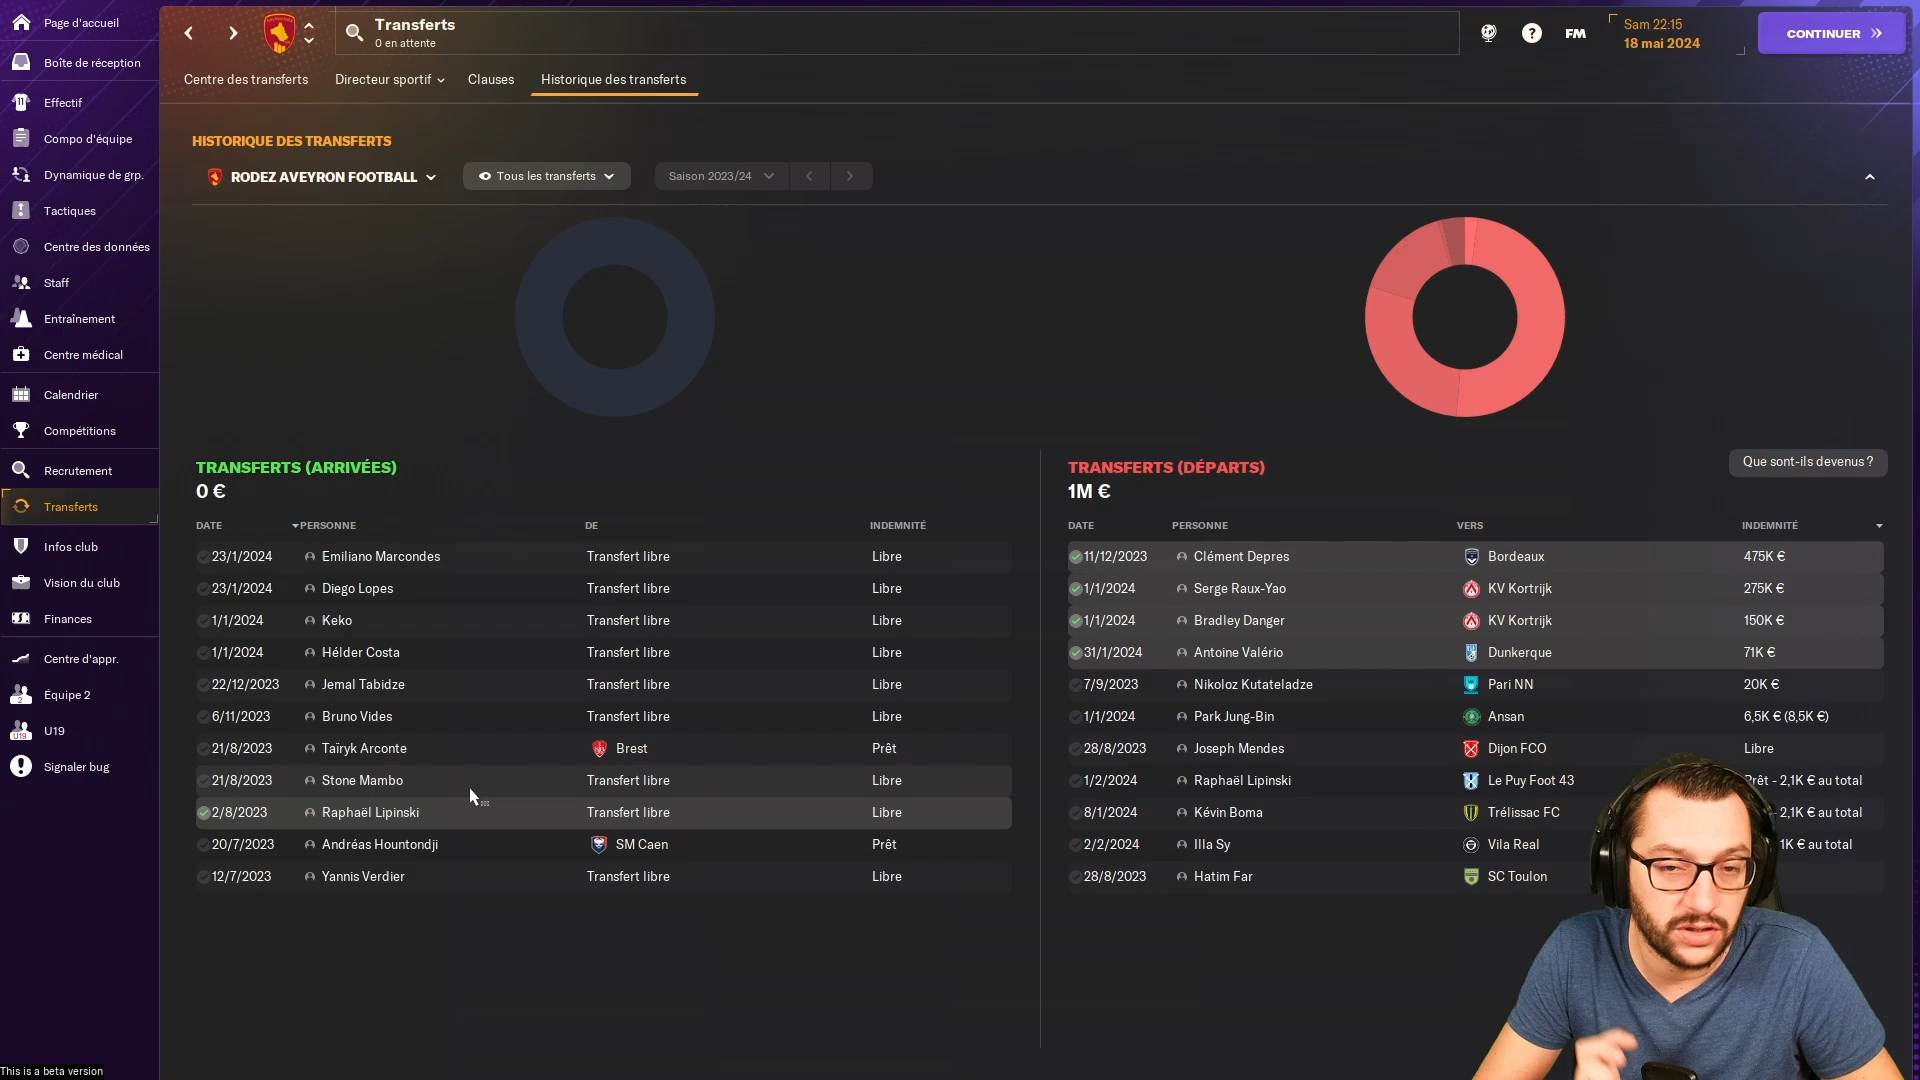 Page d'accueil
Boîte de réception
Effectif
Compo d'équipe
Dynamique de grp.
Tactiques
Centre des données
Staff
Entraînement
Centre médical
Calendrier
Compétitions
Recrutement
Transferts
Infos club
Vision du club
Finances
Centre d'appr.
2
Équipe 2
U19
U19
Signaler bug
This is a beta version
Transferts
0 en attente
FM
Sam 22:15
18 mai 2024
CONTINUER
Centre des transferts Directeur sportif Clauses Historique des transferts
HISTORIQUE DES TRANSFERTS
RODEZ AVEYRON FOOTBALL Tous les transferts Saison 2023/24
TRANSFERTS (ARRIVÉES)
0 €
DATE PERSONNE DE INDEMNITÉ
23/1/2024 Emiliano Marcondes Transfert libre Libre
23/1/2024 Diego Lopes Transfert libre Libre
1/1/2024 Keko Transfert libre Libre
1/1/2024 Hélder Costa Transfert libre Libre
22/12/2023 Jemal Tabidze Transfert libre Libre
6/11/2023 Bruno Vides Transfert libre Libre
21/8/2023 Taïryk Arconte Brest Prêt
21/8/2023 Stone Mambo Transfert libre Libre
2/8/2023 Raphaël Lipinski Transfert libre Libre
20/7/2023 Andréas Hountondji SM Caen Prêt
12/7/2023 Yannis Verdier Transfert libre Libre
TRANSFERTS (DÉPARTS) Que sont-ils devenus ?
1M €
DATE PERSONNE VERS INDEMNITÉ
11/12/2023 Clément Depres Bordeaux 475K €
1/1/2024 Serge Raux-Yao KV Kortrijk 275K €
1/1/2024 Bradley Danger KV Kortrijk 150K €
31/1/2024 Antoine Valério Dunkerque 71K €
7/9/2023 Nikoloz Kutateladze Pari NN 20K €
1/1/2024 Park Jung-Bin Ansan 6,5K € (8,5K €)
28/8/2023 Joseph Mendes Dijon FCO Libre
1/2/2024 Raphaël Lipinski Le Puy Foot 43 Prêt - 2,1K € au total
8/1/2024 Kévin Boma Trélissac FC - 2,1K € au total
2/2/2024 Illa Sy Vila Real 1K € au total
28/8/2023 Hatim Far SC Toulon